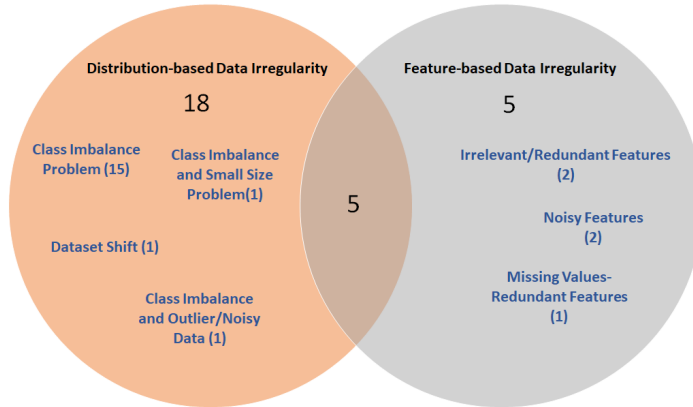 Distribution-based Data Irregularity
18
Class Imbalance
Problem (15)
Class Imbalance
and Small Size
Problem(1)
Dataset Shift (1)
Class Imbalance
and Outlier/Noisy
Data (1)
5
Feature-based Data Irregularity
5
Irrelevant/Redundant Features
(2)
Noisy Features
(2)
Missing Values-
Redundant Features
(1)